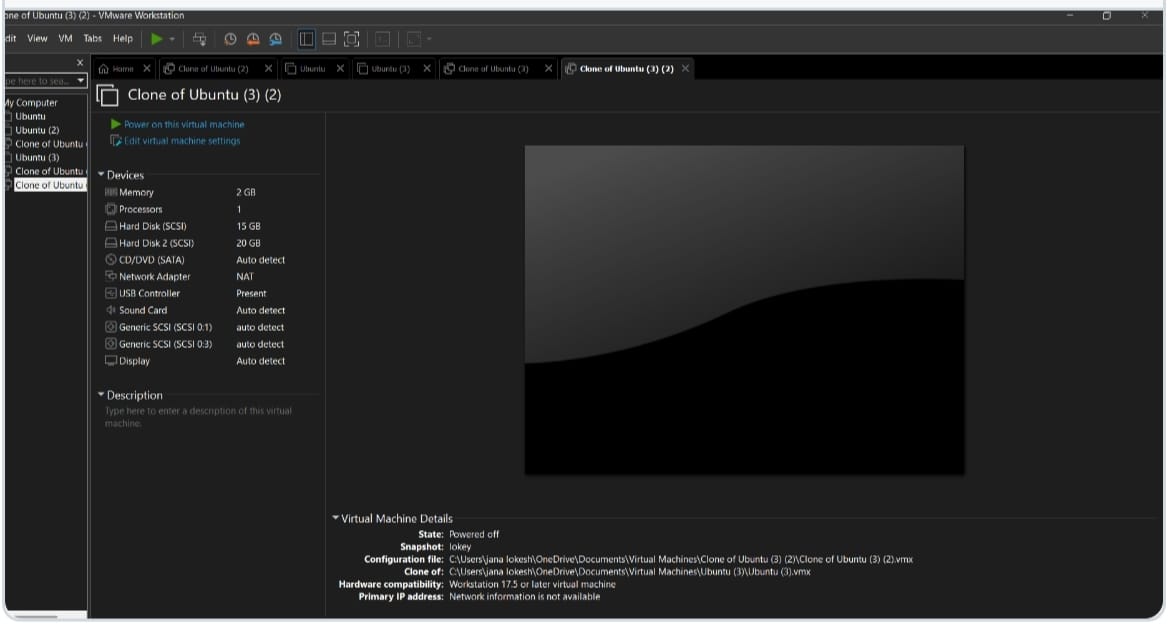 one of Ubuntu (3) (2) - VMware Workstation
dit View VM Tabs Help
pe here to sea...
My Computer
Ubuntu
Ubuntu (2)
Clone of Ubuntu
Ubuntu (3)
Clone of Ubuntu
Clone of Ubuntu
Home Clone of Ubuntu (2) Ubuntu Ubuntu (3) Clone of Ubuntu (3) Clone of Ubuntu (3) (2)
Clone of Ubuntu (3) (2)
Power on this virtual machine
Edit virtual machine settings
Devices
Memory 2 GB
Processors 1
Hard Disk (SCSI) 15 GB
Hard Disk 2 (SCSI) 20 GB
CD/DVD (SATA) Auto detect
Network Adapter NAT
USB Controller Present
Sound Card Auto detect
Generic SCSI (SCSI 0:1) auto detect
Generic SCSI (SCSI 0:3) auto detect
Display Auto detect
Description
Type here to enter a description of this virtual
machine.
Virtual Machine Details
State: Powered off
Snapshot: lokey
Configuration file: C:\Users\jana lokesh\OneDrive\Documents\Virtual Machines\Clone of Ubuntu (3) (2)\Clone of Ubuntu (3) (2).vmx
Clone of: C:\Users\jana lokesh\OneDrive\Documents\Virtual Machines\Ubuntu (3)\Ubuntu (3).vmx
Hardware compatibility: Workstation 17.5 or later virtual machine
Primary IP address: Network information is not available